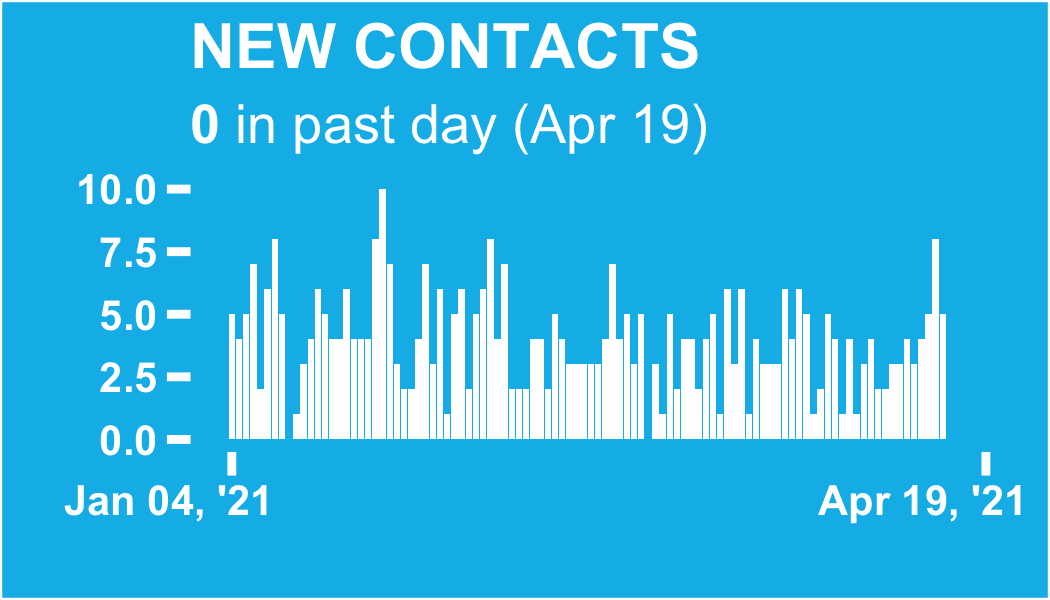 NEW CONTACTS
0 in past day (Apr 19)
10.0
7.5
5.0
2.5
0.0
Jan 04, '21
Apr 19, '21